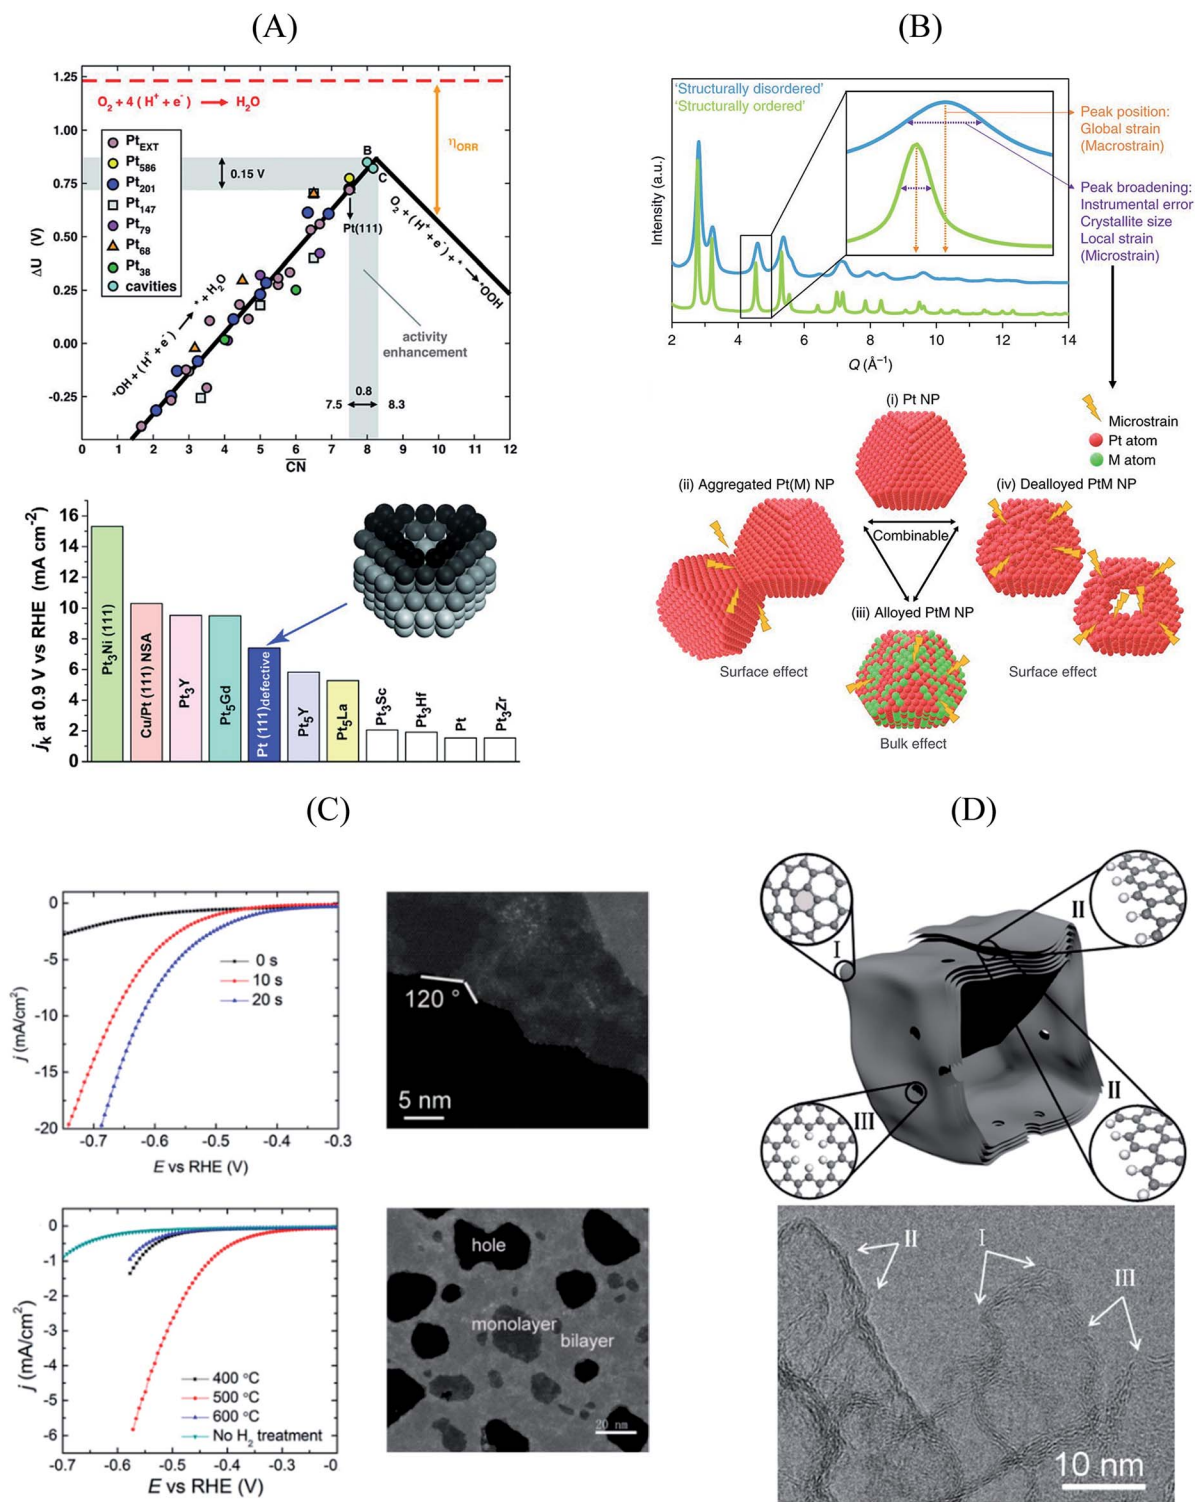 (A)
1.25
1.00
0.75
0.50
0.25
0.00
-0.25
ΔU (V)
O2 + 4 ( H+ + e- ) → H2O
PtEXT
Pt586
Pt201
Pt147
Pt79
Pt68
Pt38
cavities
0.15 V
B
C
ηORR
Pt(111)
O2 + (H+ + e-) + * → *OOH
*OH + (H+ + e-) → * + H2O
activity
enhancement
0.8
7.5
8.3
0 1 2 3 4 5 6 7 8 9 10 11 12
CN
jk at 0.9 V vs RHE (mA cm-2)
16
14
12
10
8
6
4
2
0
Pt3Ni (111)
Cu/Pt (111) NSA
Pt3Y
Pt5Gd
Pt (111)defective
Pt5Y
Pt5La
Pt3Sc
Pt3Hf
Pt
Pt3Zr
(B)
'Structurally disordered'
'Structurally ordered'
Intensity (a.u.)
2 4 6 8 10 12 14
Q (Å-1)
Peak position:
Global strain
(Macrostrain)
Peak broadening:
Instrumental error
Crystallite size
Local strain
(Microstrain)
(i) Pt NP
Microstrain
Pt atom
M atom
(ii) Aggregated Pt(M) NP
(iv) Dealloyed PtM NP
Combinable
(iii) Alloyed PtM NP
Surface effect
Surface effect
Bulk effect
(C)
j (mA/cm2)
0
-5
-10
-15
-20
0 s
10 s
20 s
-0.7 -0.6 -0.5 -0.4 -0.3
E vs RHE (V)
120 °
5 nm
j (mA/cm2)
0
-1
-2
-3
-4
-5
-6
400 °C
500 °C
600 °C
No H2 treatment
-0.7 -0.6 -0.5 -0.4 -0.3 -0.2 -0.1 -0
E vs RHE (V)
hole
monolayer
bilayer
20 nm
(D)
I
II
II
III
II
I
III
10 nm